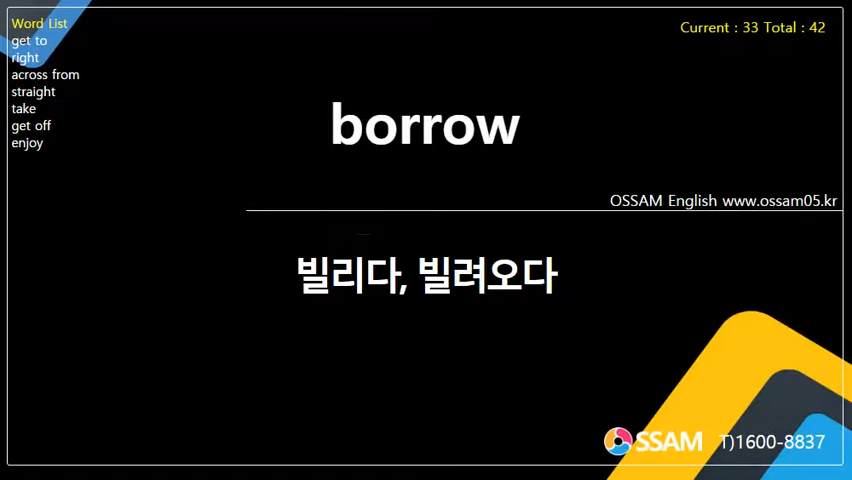 Word List
get to
right
across from
straight
take
get off
enjoy
Current : 33 Total : 42
borrow
OSSAM English www.ossam05.kr
빌리다, 빌려오다
OSSAM T)1600-8837